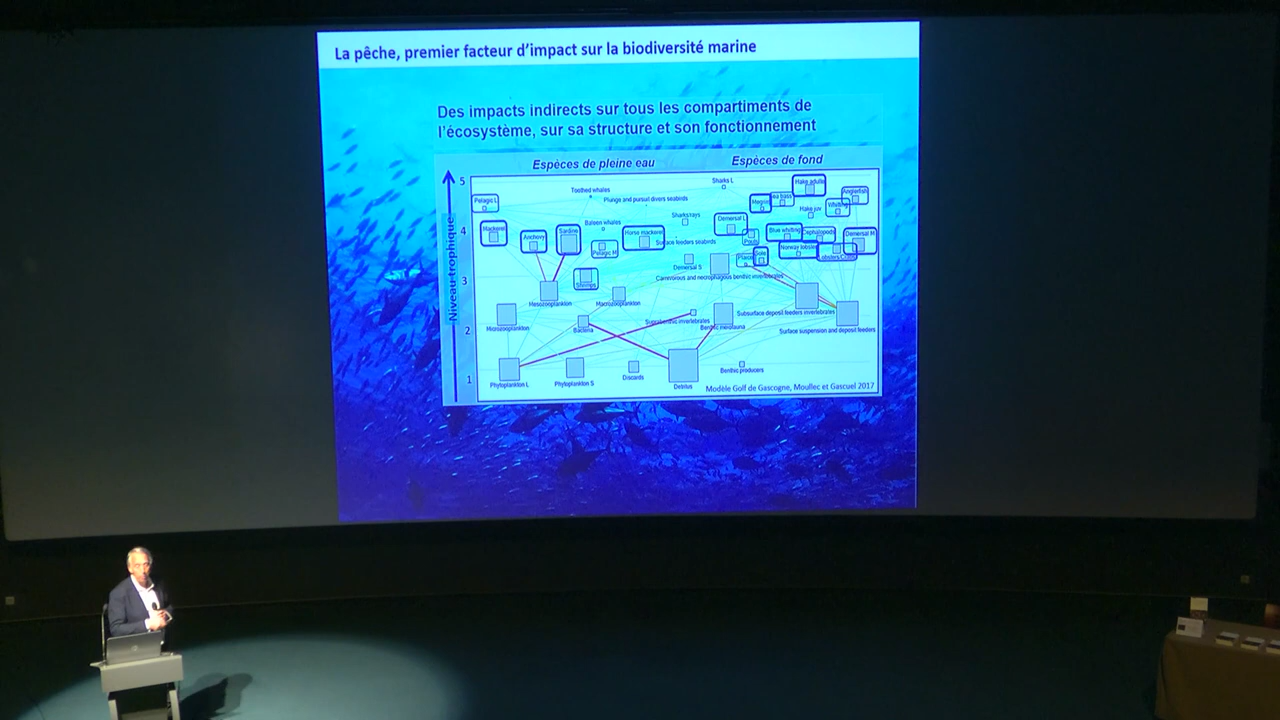 La pêche, premier facteur d'impact sur la biodiversité marine
Des impacts indirects sur tous les compartiments de
l'écosystème, sur sa structure et son fonctionnement
Espèces de pleine eau
Espèces de fond
Niveau trophique
5
4
3
2
1
Sharks L
Hake adults
Toothed whales
Plunge and pursuit divers seabirds
Pelagic L
Megrim
Sea bass
Anglerfish
Hake juv
Whiting
Sharks/rays
Demersal L
Mackerel
Anchovy
Sardine
Baleen whales
Horse mackerel
Pelagic M
Surface feeders seabirds
Pouts
Blue whiting
Cephalopods
Demersal M
Norway lobster
Plaice
Sole
Demersal S
Shrimps
Carnivorous and necrophagous benthic invertebrates
Mesozooplankton
Macrozooplankton
Microzooplankton
Bacteria
Suprabenthic invertebrates
Benthic meiofauna
Subsurface deposit feeders invertebrates
Surface suspension and deposit feeders
Phytoplankton L
Phytoplankton S
Discards
Detritus
Benthic producers
Modèle Golf de Gascogne, Moullec et Gascuel 2017